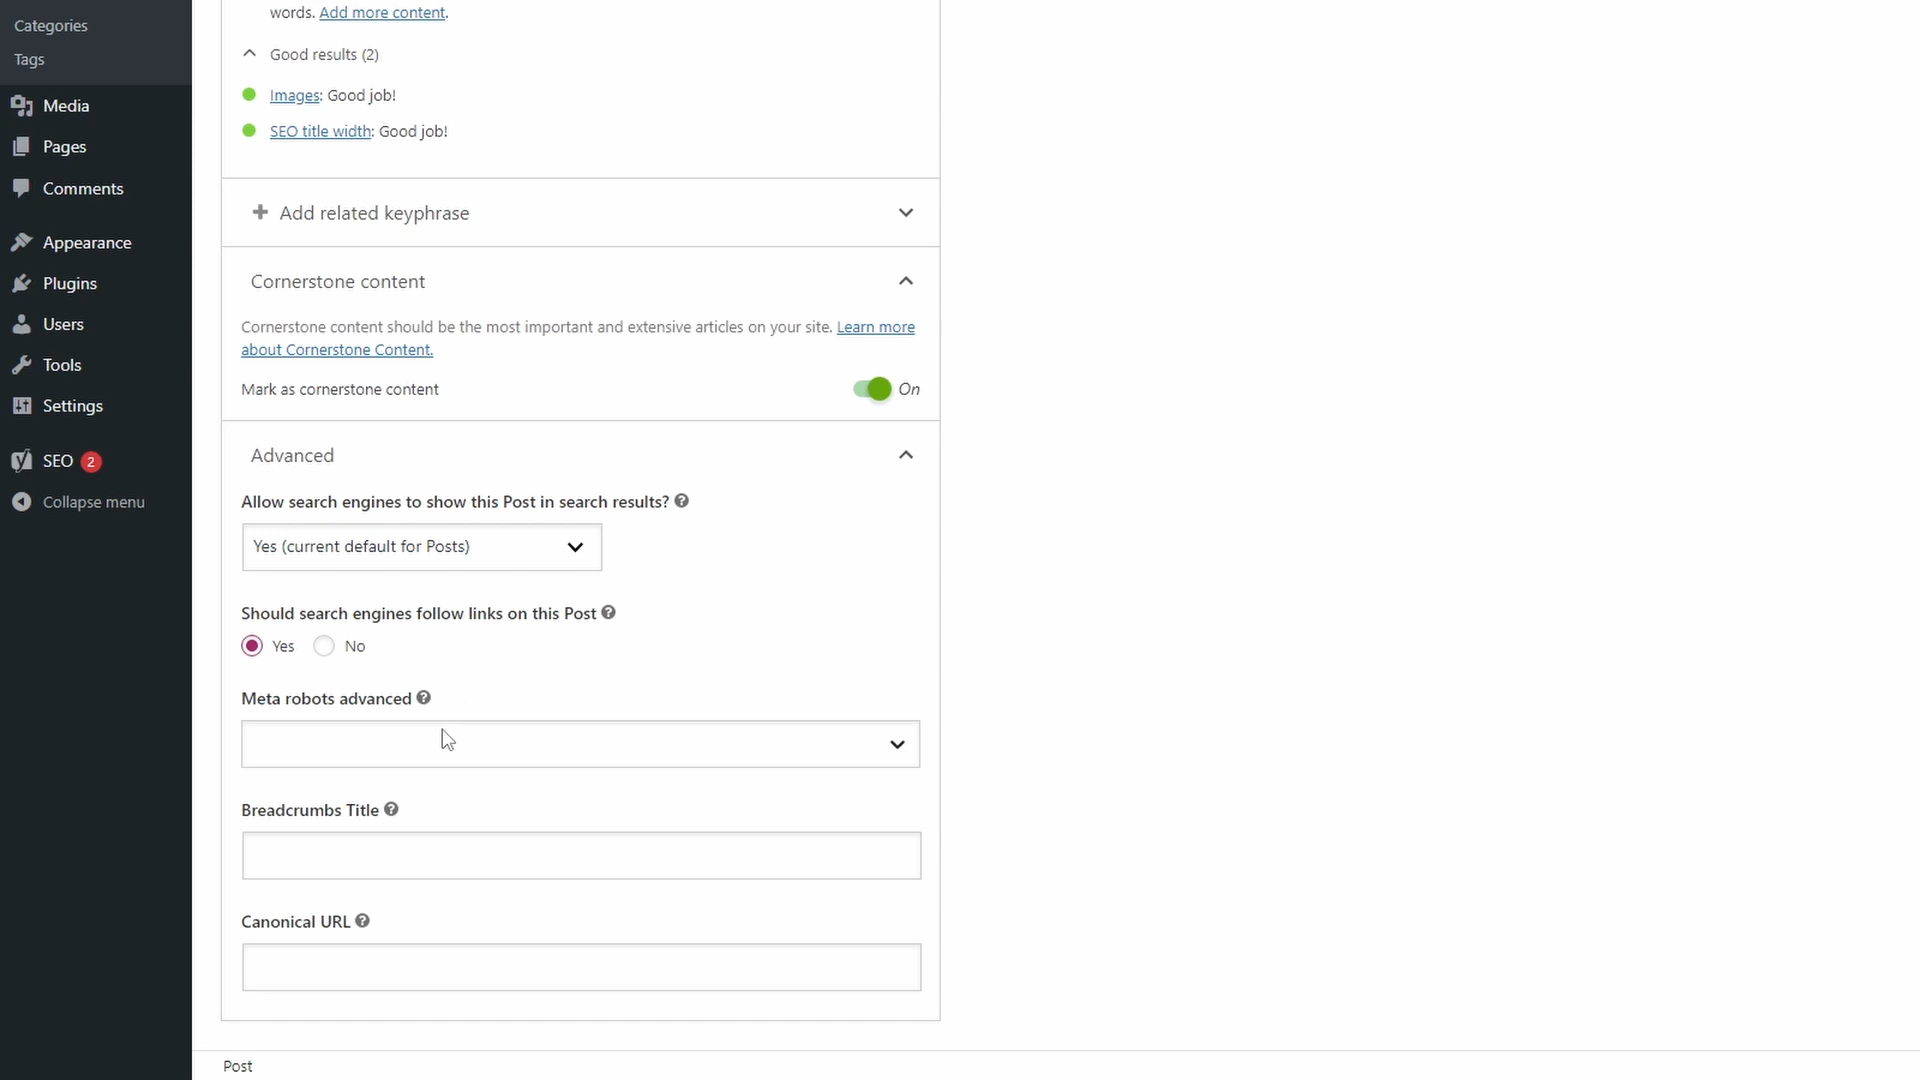 Categories
Tags
Media
Pages
Comments
Appearance
Plugins
Users
Tools
Settings
SEO 2
Collapse menu
words. Add more content.
Good results (2)
Images: Good job!
SEO title width: Good job!
Add related keyphrase
Cornerstone content
Cornerstone content should be the most important and extensive articles on your site. Learn more
about Cornerstone Content.
Mark as cornerstone content On
Advanced
Allow search engines to show this Post in search results?
Yes (current default for Posts)
Should search engines follow links on this Post
Yes No
Meta robots advanced
Breadcrumbs Title
Canonical URL
Post